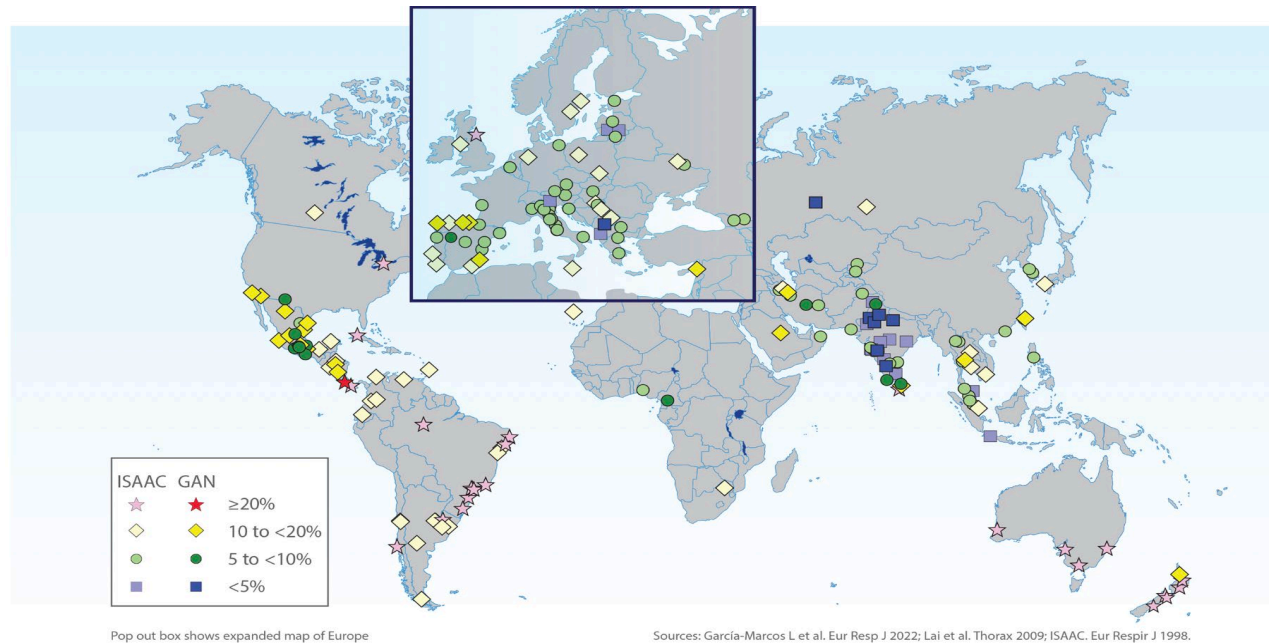 ISAAC GAN
≥20%
10 to <20%
5 to <10%
<5%
Pop out box shows expanded map of Europe
Sources: García-Marcos L et al. Eur Resp J 2022; Lai et al. Thorax 2009; ISAAC. Eur Respir J 1998.